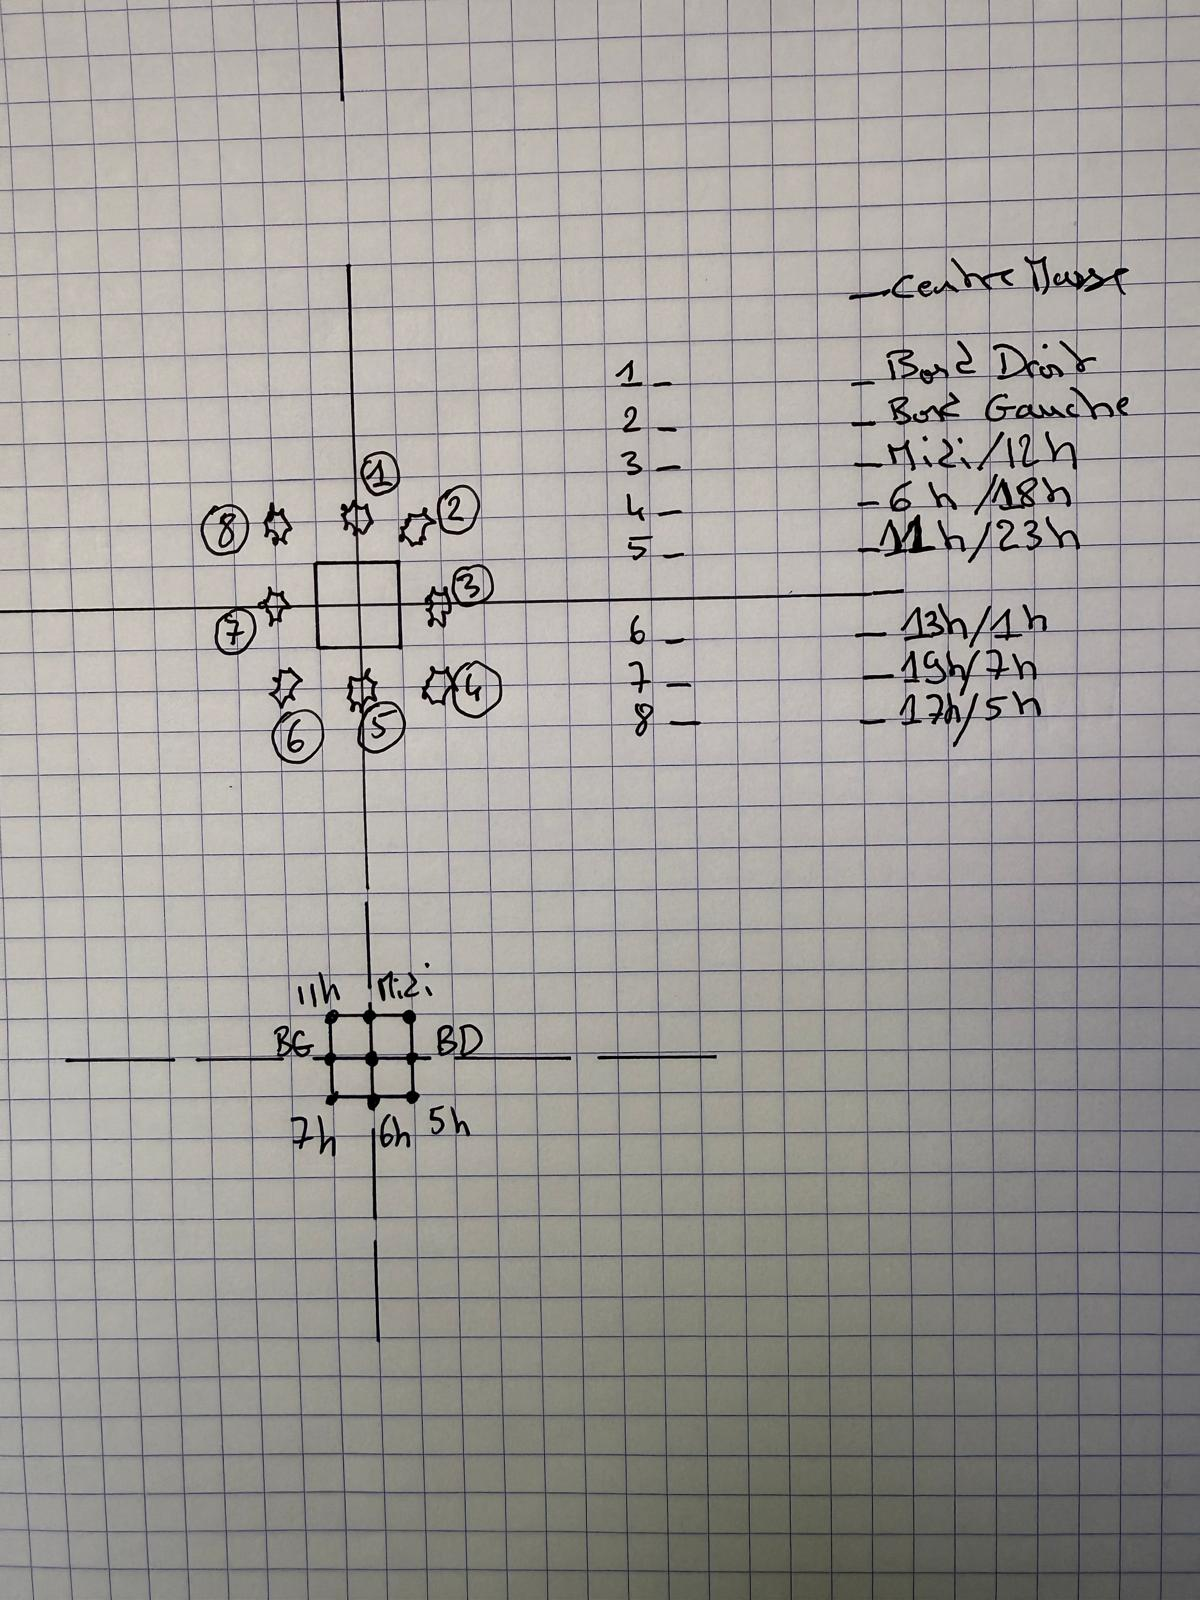 - Centre Masse
1 - - Bord Droit
2 - - Bord Gauche
3 - - Midi/12h
4 - - 6h/18h
5 - - 11h/23h
6 - - 13h/1h
7 - - 19h/7h
8 - - 17h/5h
1
8 2
7 3
6 5 4
11h Midi
BG BD
7h 6h 5h